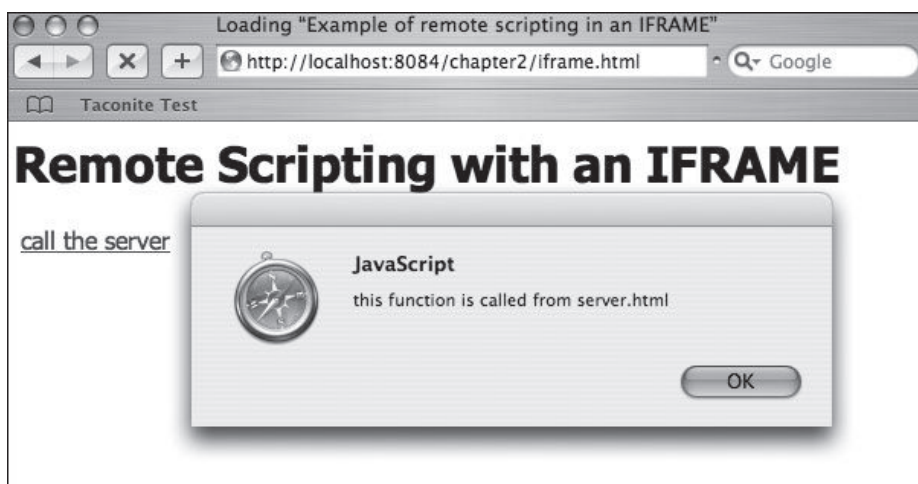 Loading “Example of remote scripting in an IFRAME”
http://localhost:8084/chapter2/iframe.html
Google
Taconite Test
Remote Scripting with an IFRAME
call the server
JavaScript
this function is called from server.html
OK